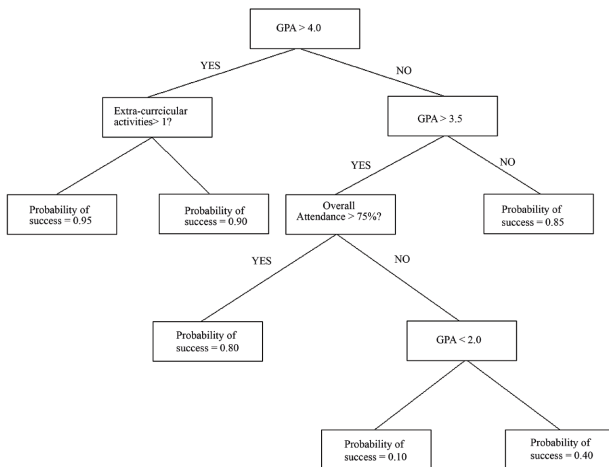 GPA > 4.0
YES
NO
Extra-currcicular
activities> 1?
GPA > 3.5
YES
NO
Probability of
success = 0.95
Probability of
success = 0.90
Overall
Attendance > 75%?
Probability of
success = 0.85
YES
NO
Probability of
success = 0.80
GPA < 2.0
Probability of
success = 0.10
Probability of
success = 0.40